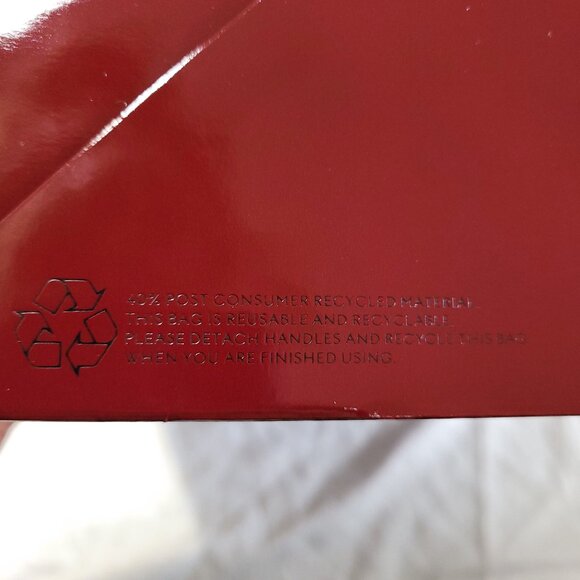 40% POST CONSUMER RECYCLED MATERIAL.
THIS BAG IS REUSABLE AND RECYCLABLE.
PLEASE DETACH HANDLES AND RECYCLE THIS BAG
WHEN YOU ARE FINISHED USING.